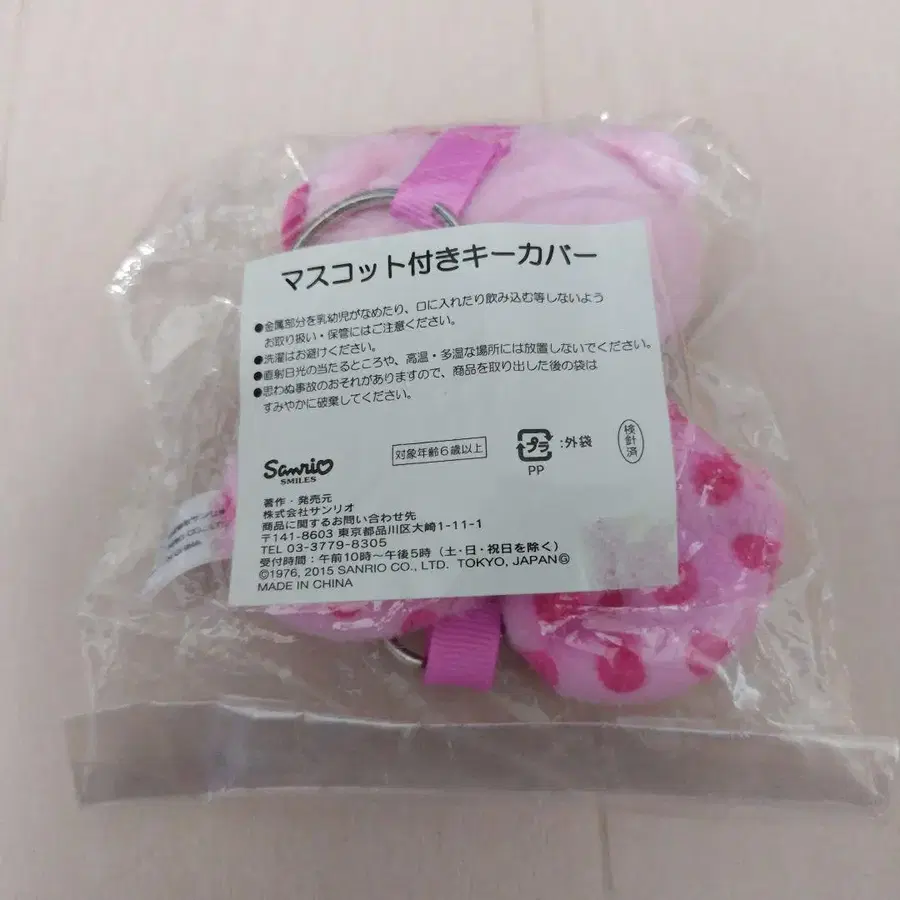 マスコット付きキーカバー
●金属部分を乳幼児がなめたり、口に入れたり飲み込む等しないよう
お取り扱い・保管にはご注意ください。
●洗濯はお避けください。
●直射日光の当たるところや、高温・多湿な場所には放置しないでください。
●思わぬ事故のおそれがありますので、商品を取り出した後の袋は
すみやかに破棄してください。
対象年齢6歳以上
プラ
:外袋
PP
検針済
Sanrio
SMILES
著作・発売元
株式会社サンリオ
商品に関するお問い合わせ先
〒141-8603 東京都品川区大崎1-11-1
TEL 03-3779-8305
受付時間：午前10時〜午後5時（土・日・祝日を除く）
©1976, 2015 SANRIO CO., LTD. TOKYO, JAPAN Ⓖ
MADE IN CHINA